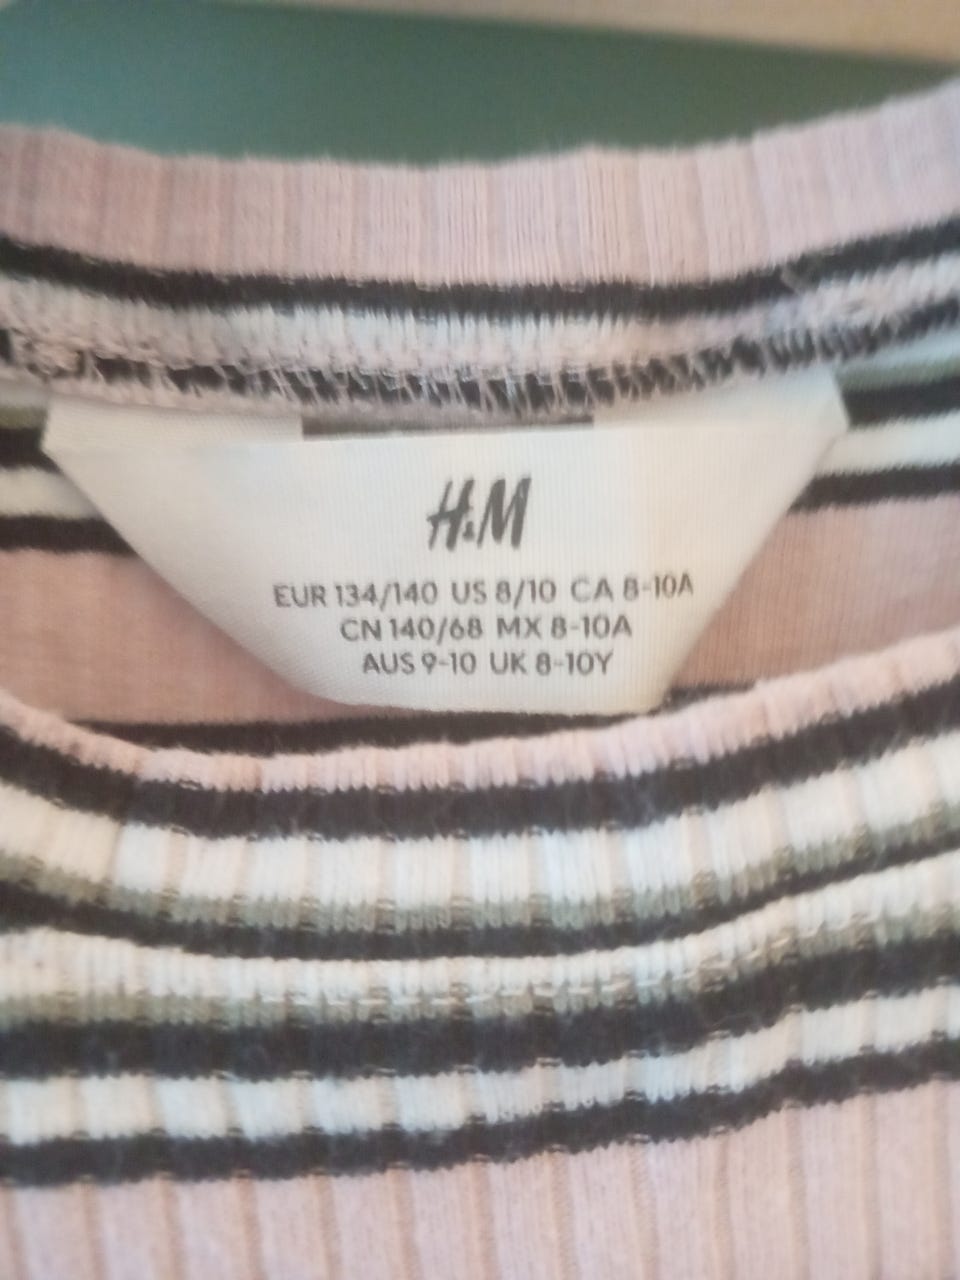 H&M
EUR 134/140 US 8/10 CA 8-10A
CN 140/68 MX 8-10A
AUS 9-10 UK 8-10Y